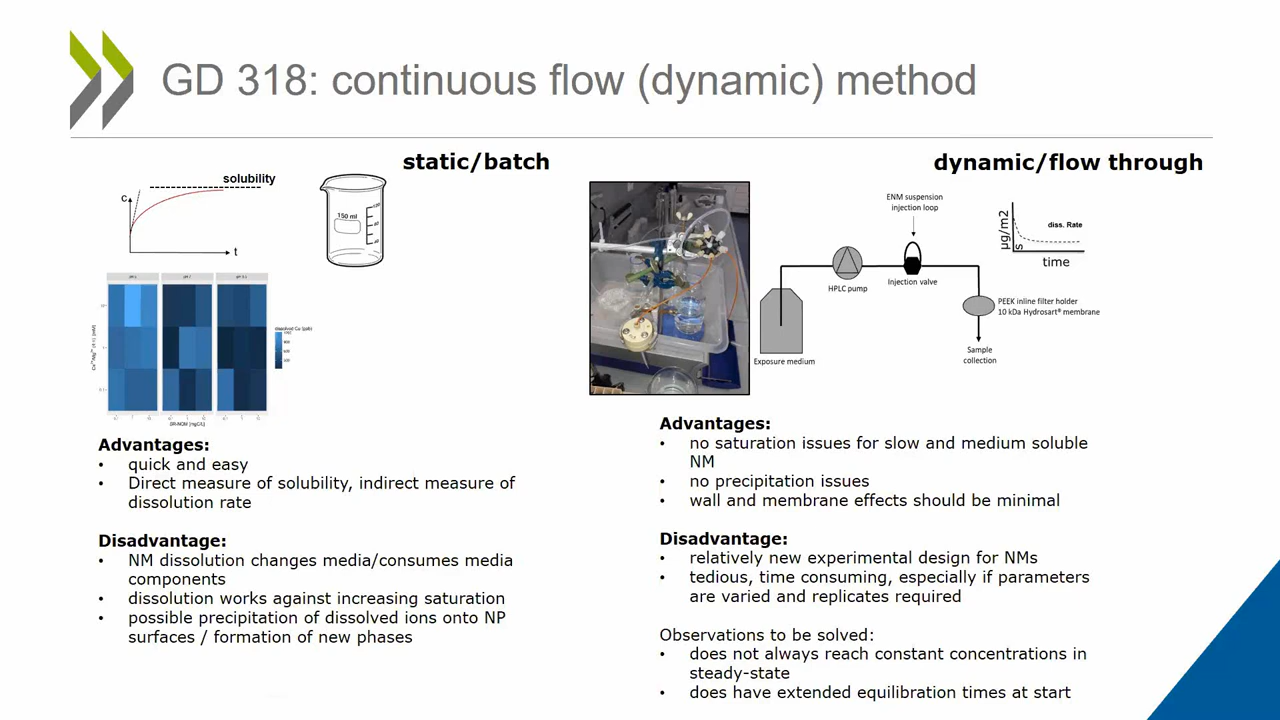 GD 318: continuous flow (dynamic) method
static/batch
solubility
C
t
150 ml
dissolved Cu (ppb)
SR-NOM [mgC/L]
Advantages:
• quick and easy
• Direct measure of solubility, indirect measure of
dissolution rate
Disadvantage:
• NM dissolution changes media/consumes media
components
• dissolution works against increasing saturation
• possible precipitation of dissolved ions onto NP
surfaces / formation of new phases
dynamic/flow through
ENM suspension
injection loop
HPLC pump
Injection valve
Exposure medium
PEEK inline filter holder
10 kDa Hydrosart® membrane
Sample
collection
µg/m2
s
diss. Rate
time
Advantages:
• no saturation issues for slow and medium soluble
NM
• no precipitation issues
• wall and membrane effects should be minimal
Disadvantage:
• relatively new experimental design for NMs
• tedious, time consuming, especially if parameters
are varied and replicates required
Observations to be solved:
• does not always reach constant concentrations in
steady-state
• does have extended equilibration times at start